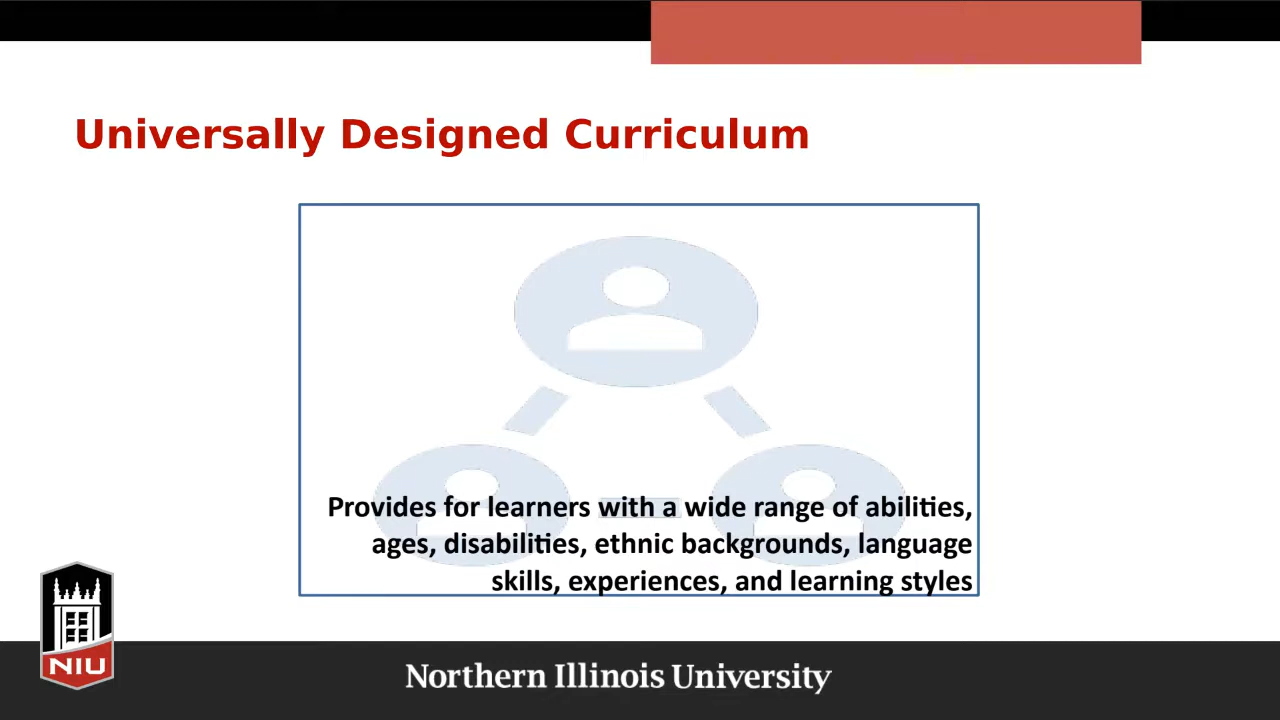 Universally Designed Curriculum
Provides for learners with a wide range of abilities,
ages, disabilities, ethnic backgrounds, language
skills, experiences, and learning styles
NIU
Northern Illinois University